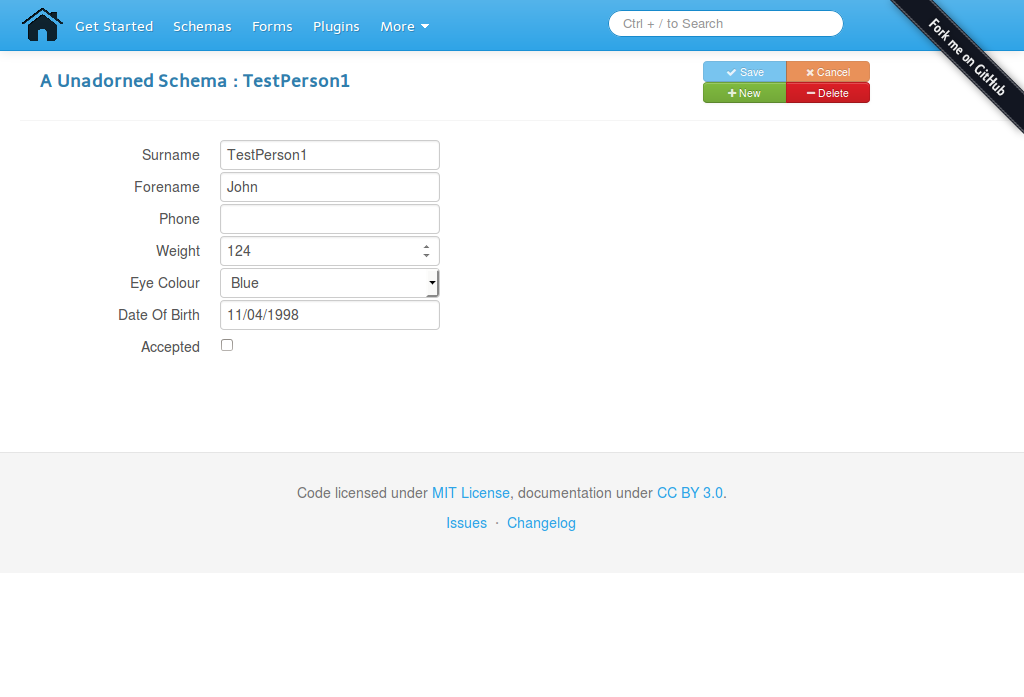 Get Started Schemas Forms Plugins More Ctrl + / to Search
Fork me on GitHub
A Unadorned Schema : TestPerson1
Save Cancel
New Delete
Surname TestPerson1
Forename John
Phone
Weight 124
Eye Colour Blue
Date Of Birth 11/04/1998
Accepted
Code licensed under MIT License, documentation under CC BY 3.0.
Issues · Changelog